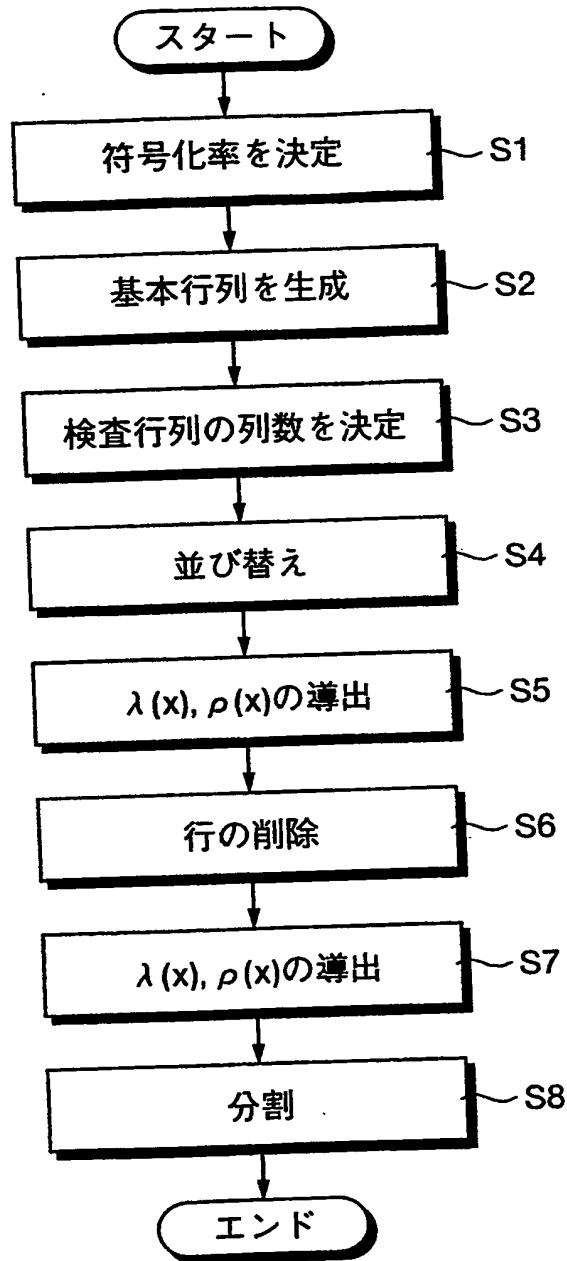 スタート
符号化率を決定 S1
基本行列を生成 S2
検査行列の列数を決定 S3
並び替え S4
λ(x), ρ(x)の導出 S5
行の削除 S6
λ(x), ρ(x)の導出 S7
分割 S8
エンド